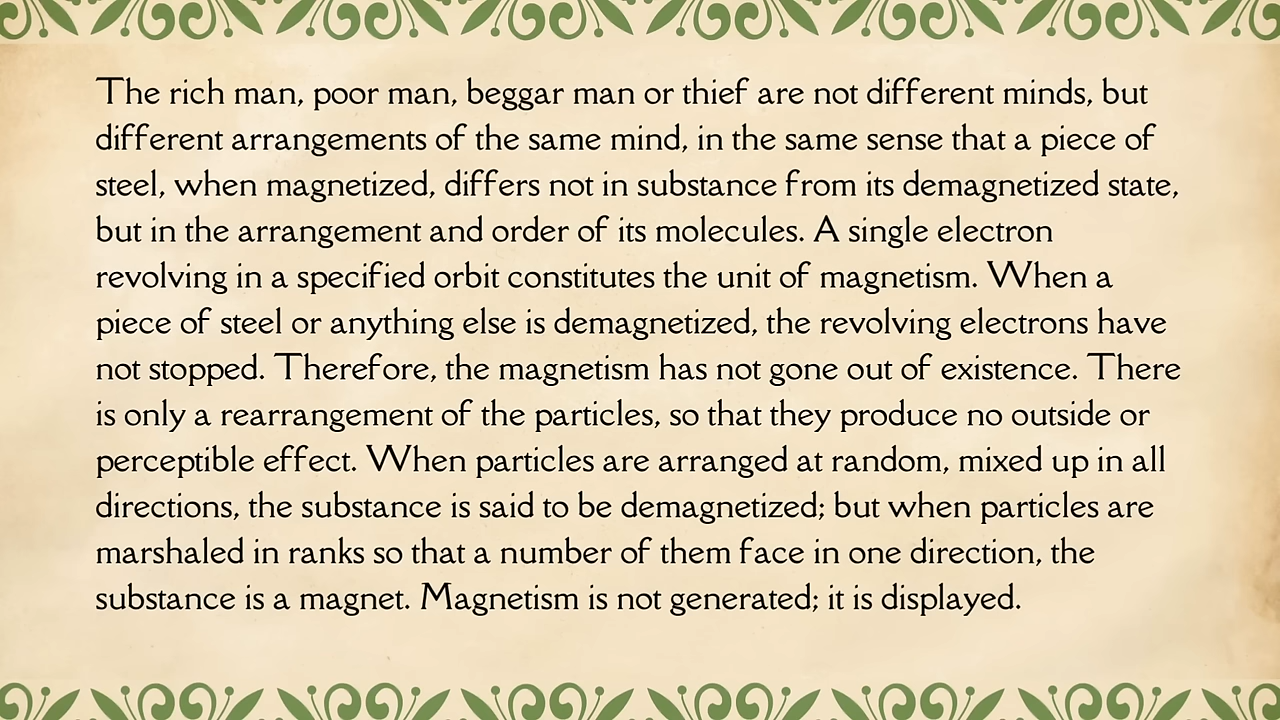 The rich man, poor man, beggar man or thief are not different minds, but
different arrangements of the same mind, in the same sense that a piece of
steel, when magnetized, differs not in substance from its demagnetized state,
but in the arrangement and order of its molecules. A single electron
revolving in a specified orbit constitutes the unit of magnetism. When a
piece of steel or anything else is demagnetized, the revolving electrons have
not stopped. Therefore, the magnetism has not gone out of existence. There
is only a rearrangement of the particles, so that they produce no outside or
perceptible effect. When particles are arranged at random, mixed up in all
directions, the substance is said to be demagnetized; but when particles are
marshaled in ranks so that a number of them face in one direction, the
substance is a magnet. Magnetism is not generated; it is displayed.